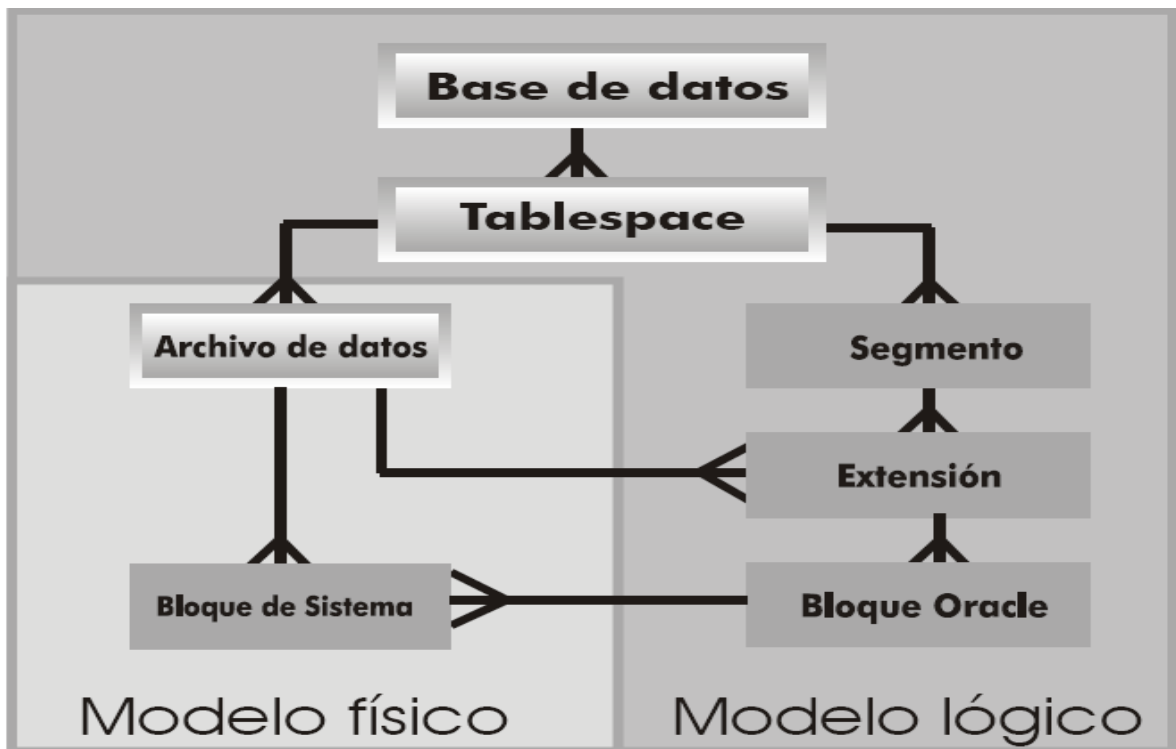 Base de datos
Tablespace
Archivo de datos
Segmento
Extensión
Bloque de Sistema
Bloque Oracle
Modelo físico
Modelo lógico